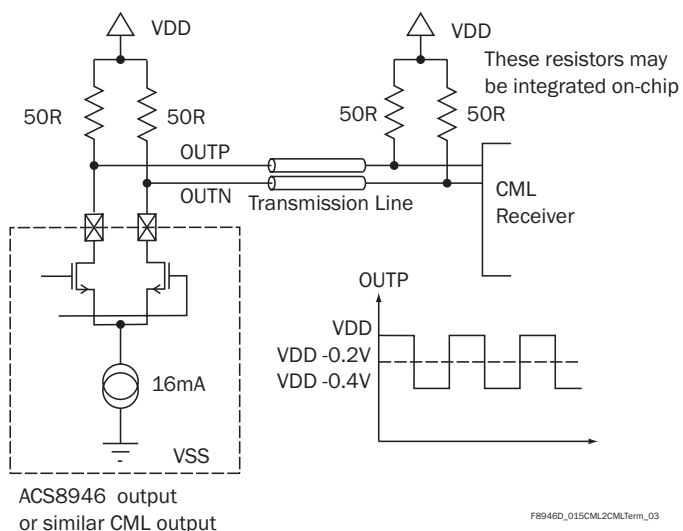 VDD
VDD
These resistors may
be integrated on-chip
50R
50R
50R
50R
OUTP
OUTN
Transmission Line
CML
Receiver
OUTP
VDD
VDD -0.2V
VDD -0.4V
16mA
VSS
ACS8946 output
or similar CML output
F8946D_015CML2CMLTerm_03